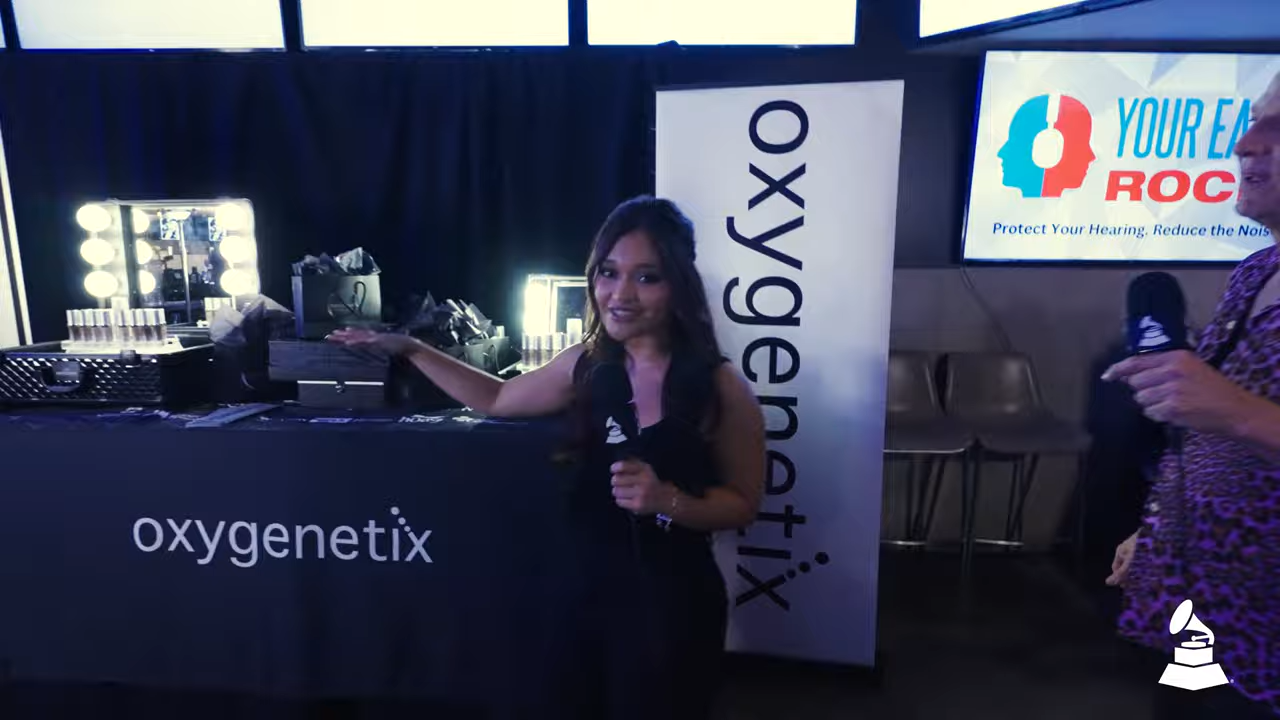 oxygenetix
YOUR EA
ROC
Protect Your Hearing. Reduce the Nois
oxygenetix